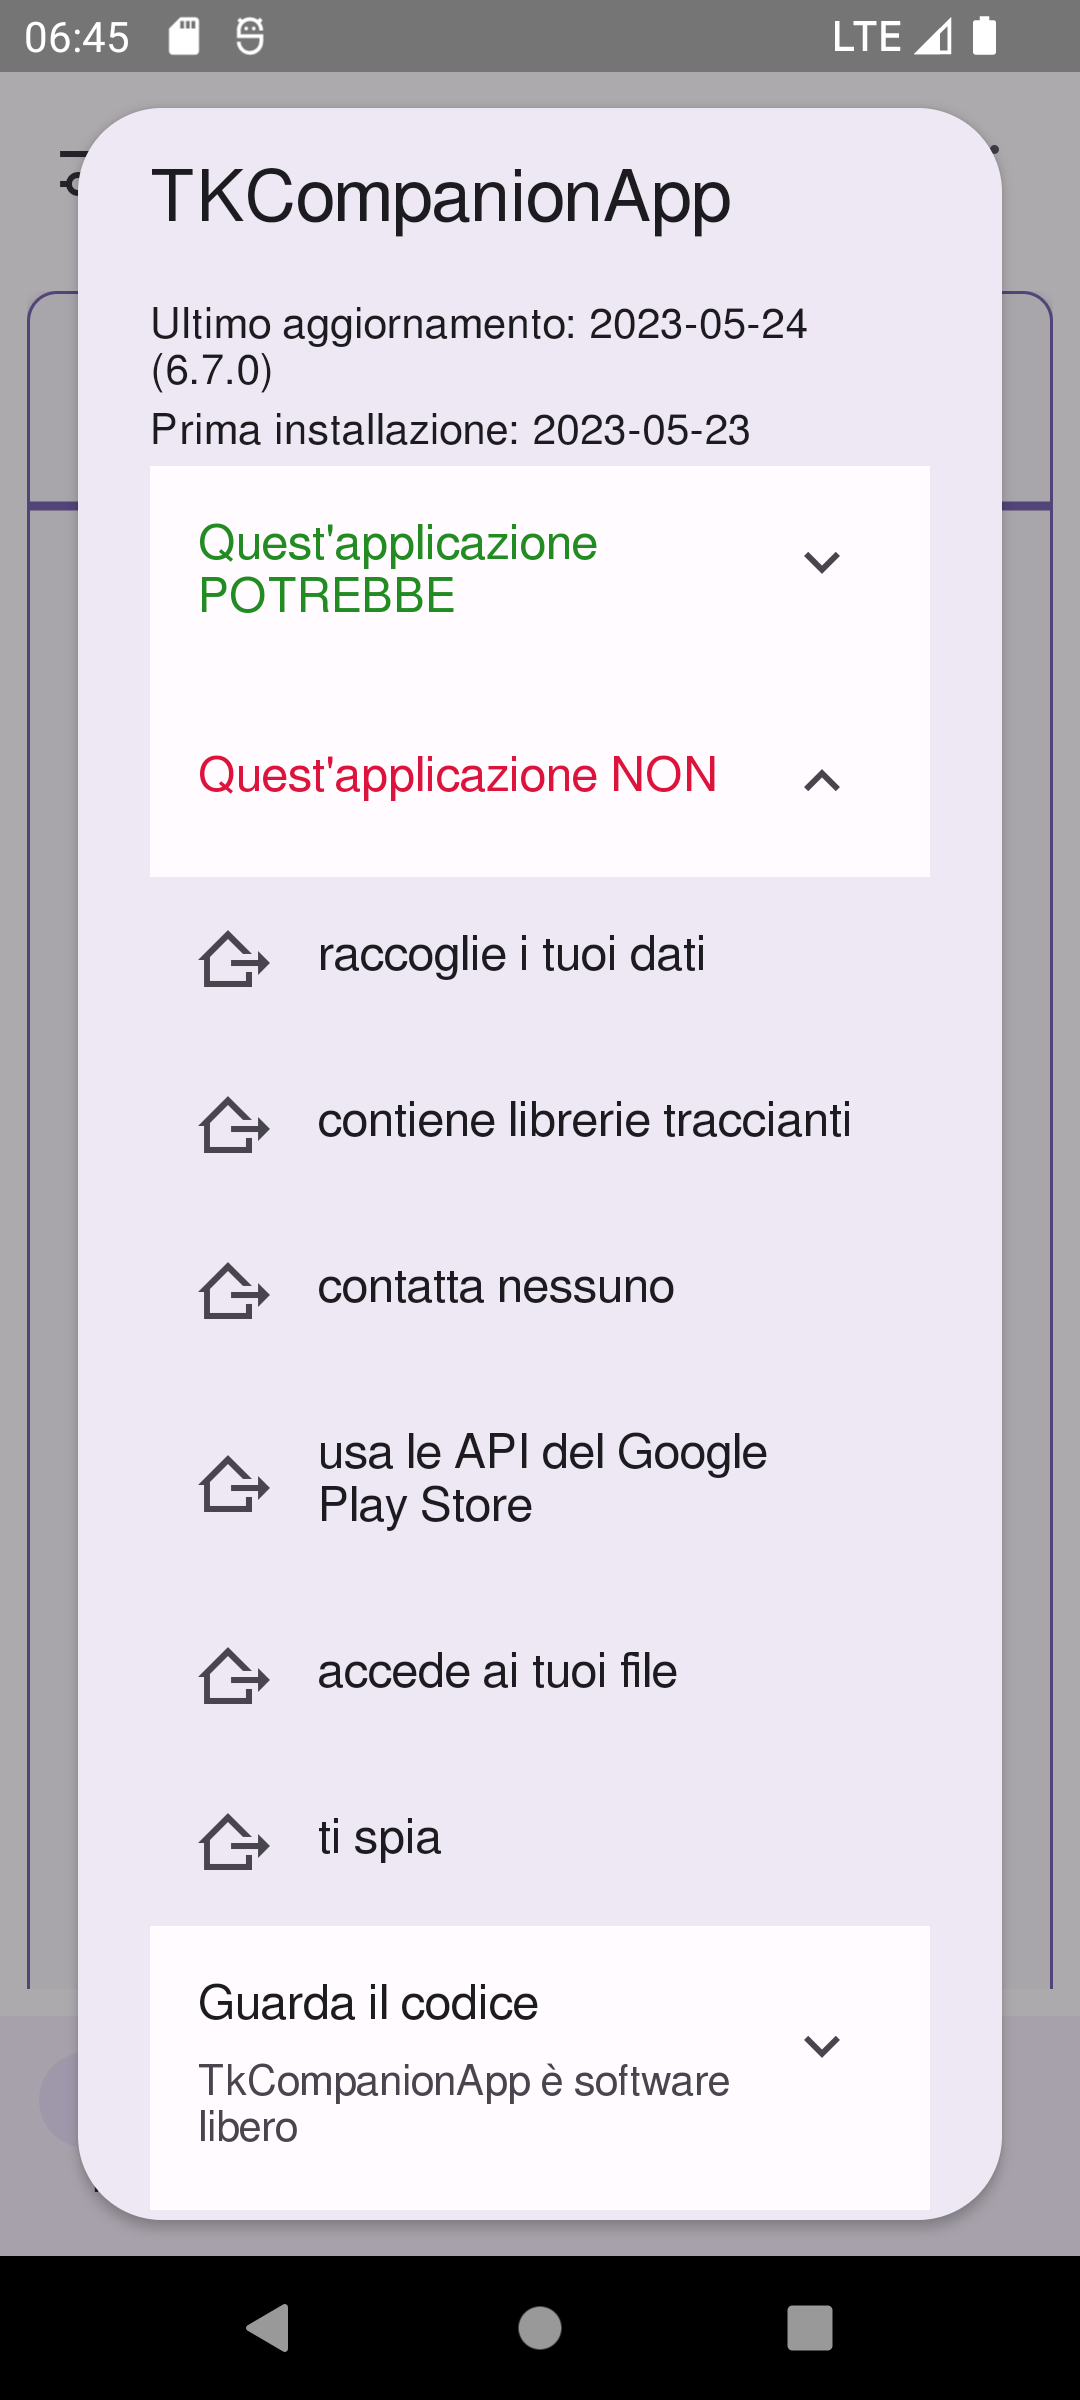 06:45
LTE
TKCompanionApp
Ultimo aggiornamento: 2023-05-24
(6.7.0)
Prima installazione: 2023-05-23
Quest'applicazione
POTREBBE
Quest'applicazione NON
raccoglie i tuoi dati
contiene librerie traccianti
contatta nessuno
usa le API del Google
Play Store
accede ai tuoi file
ti spia
Guarda il codice
TkCompanionApp è software
libero